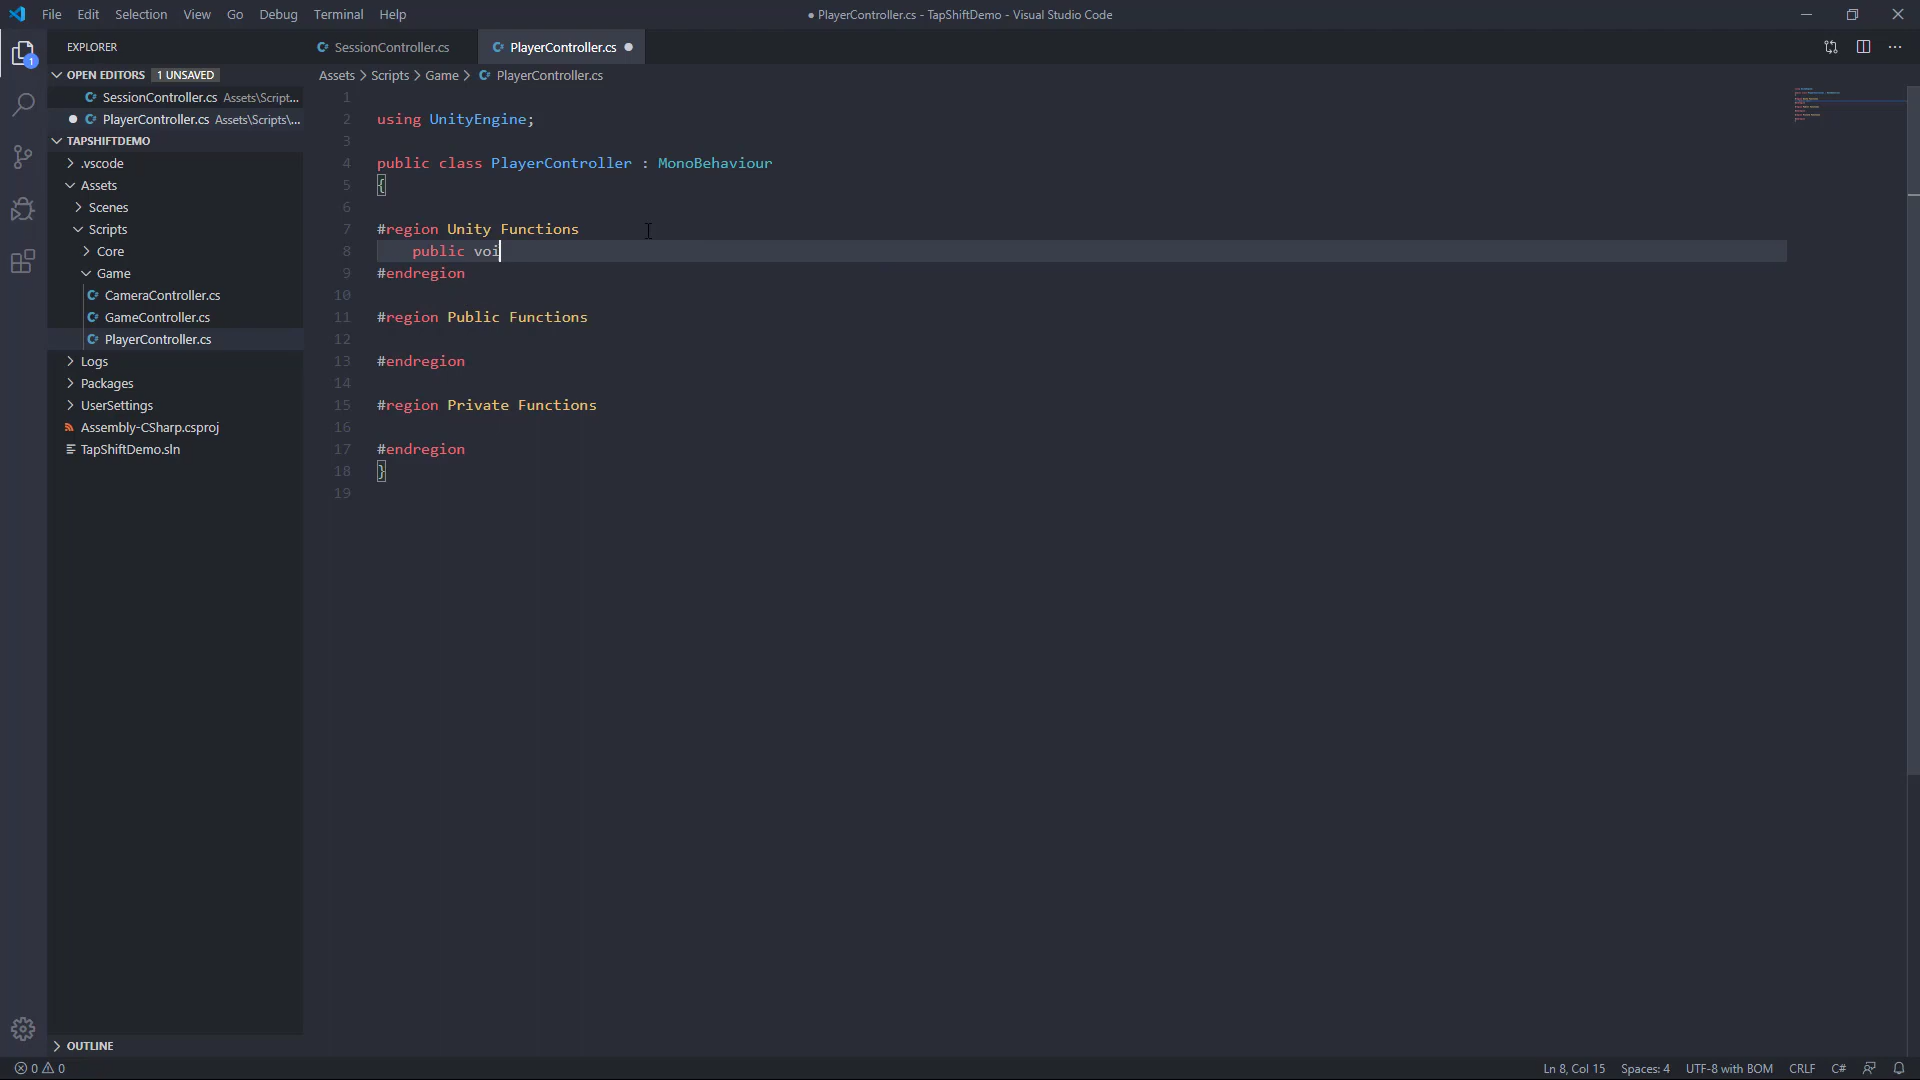 File Edit Selection View Go Debug Terminal Help
● PlayerController.cs - TapShiftDemo - Visual Studio Code
EXPLORER
OPEN EDITORS 1 UNSAVED
SessionController.cs Assets\Script...
PlayerController.cs Assets\Scripts\...
TAPSHIFTDEMO
.vscode
Assets
Scenes
Scripts
Core
Game
CameraController.cs
GameController.cs
PlayerController.cs
Logs
Packages
UserSettings
Assembly-CSharp.csproj
TapShiftDemo.sln
OUTLINE
SessionController.cs PlayerController.cs
Assets > Scripts > Game > PlayerController.cs
1
2 using UnityEngine;
3
4 public class PlayerController : MonoBehaviour
5 {
6
7 #region Unity Functions
8 public voi
9 #endregion
10
11 #region Public Functions
12
13 #endregion
14
15 #region Private Functions
16
17 #endregion
18 }
19
1
0 0 Ln 8, Col 15 Spaces: 4 UTF-8 with BOM CRLF C#